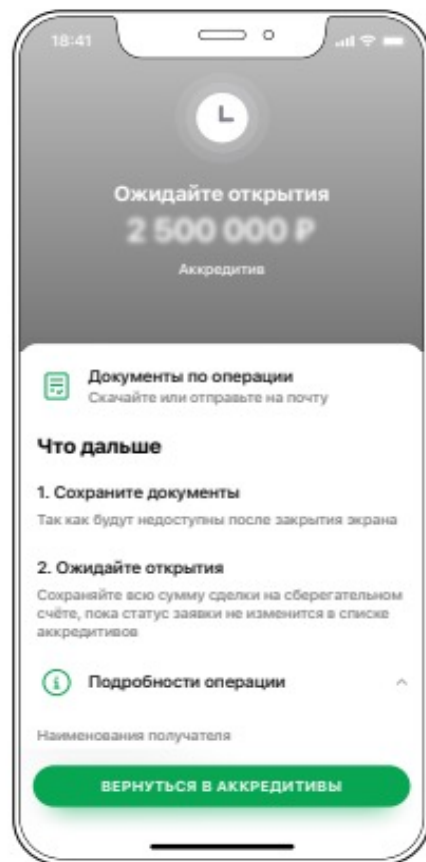 18:41
Ожидайте открытия
2 500 000 ₽
Аккредитив
Документы по операции
Скачайте или отправьте на почту
Что дальше
1. Сохраните документы
Так как будут недоступны после закрытия экрана
2. Ожидайте открытия
Сохраняйте всю сумму сделки на сберегательном
счёте, пока статус заявки не изменится в списке
аккредитивов
Подробности операции
Наименования получателя
ВЕРНУТЬСЯ В АККРЕДИТИВЫ